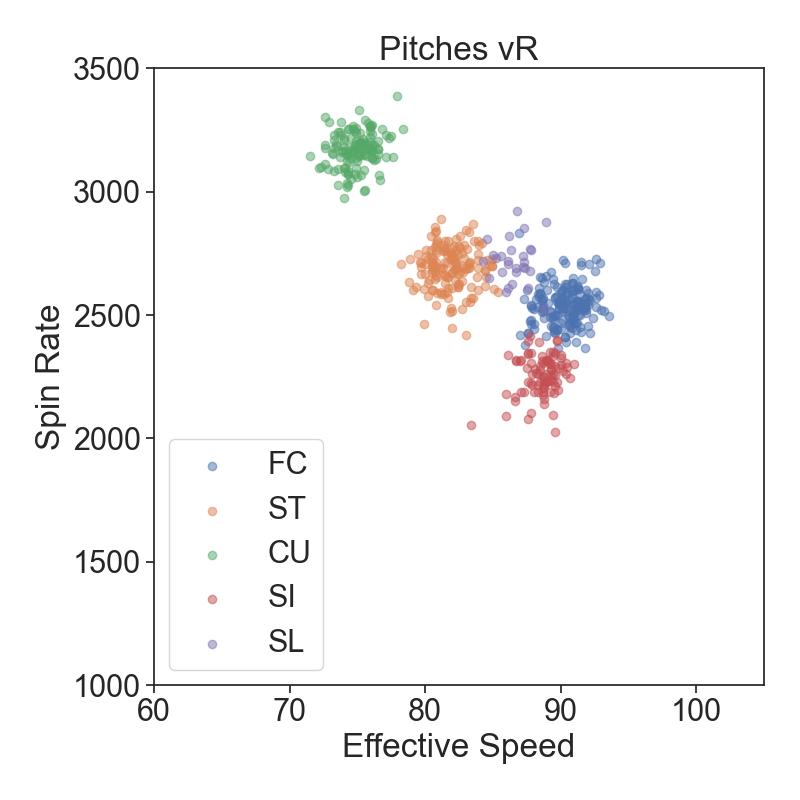 Pitches vR
3500
3000
2500
2000
1500
1000
Spin Rate
FC
ST
CU
SI
SL
60 70 80 90 100
Effective Speed